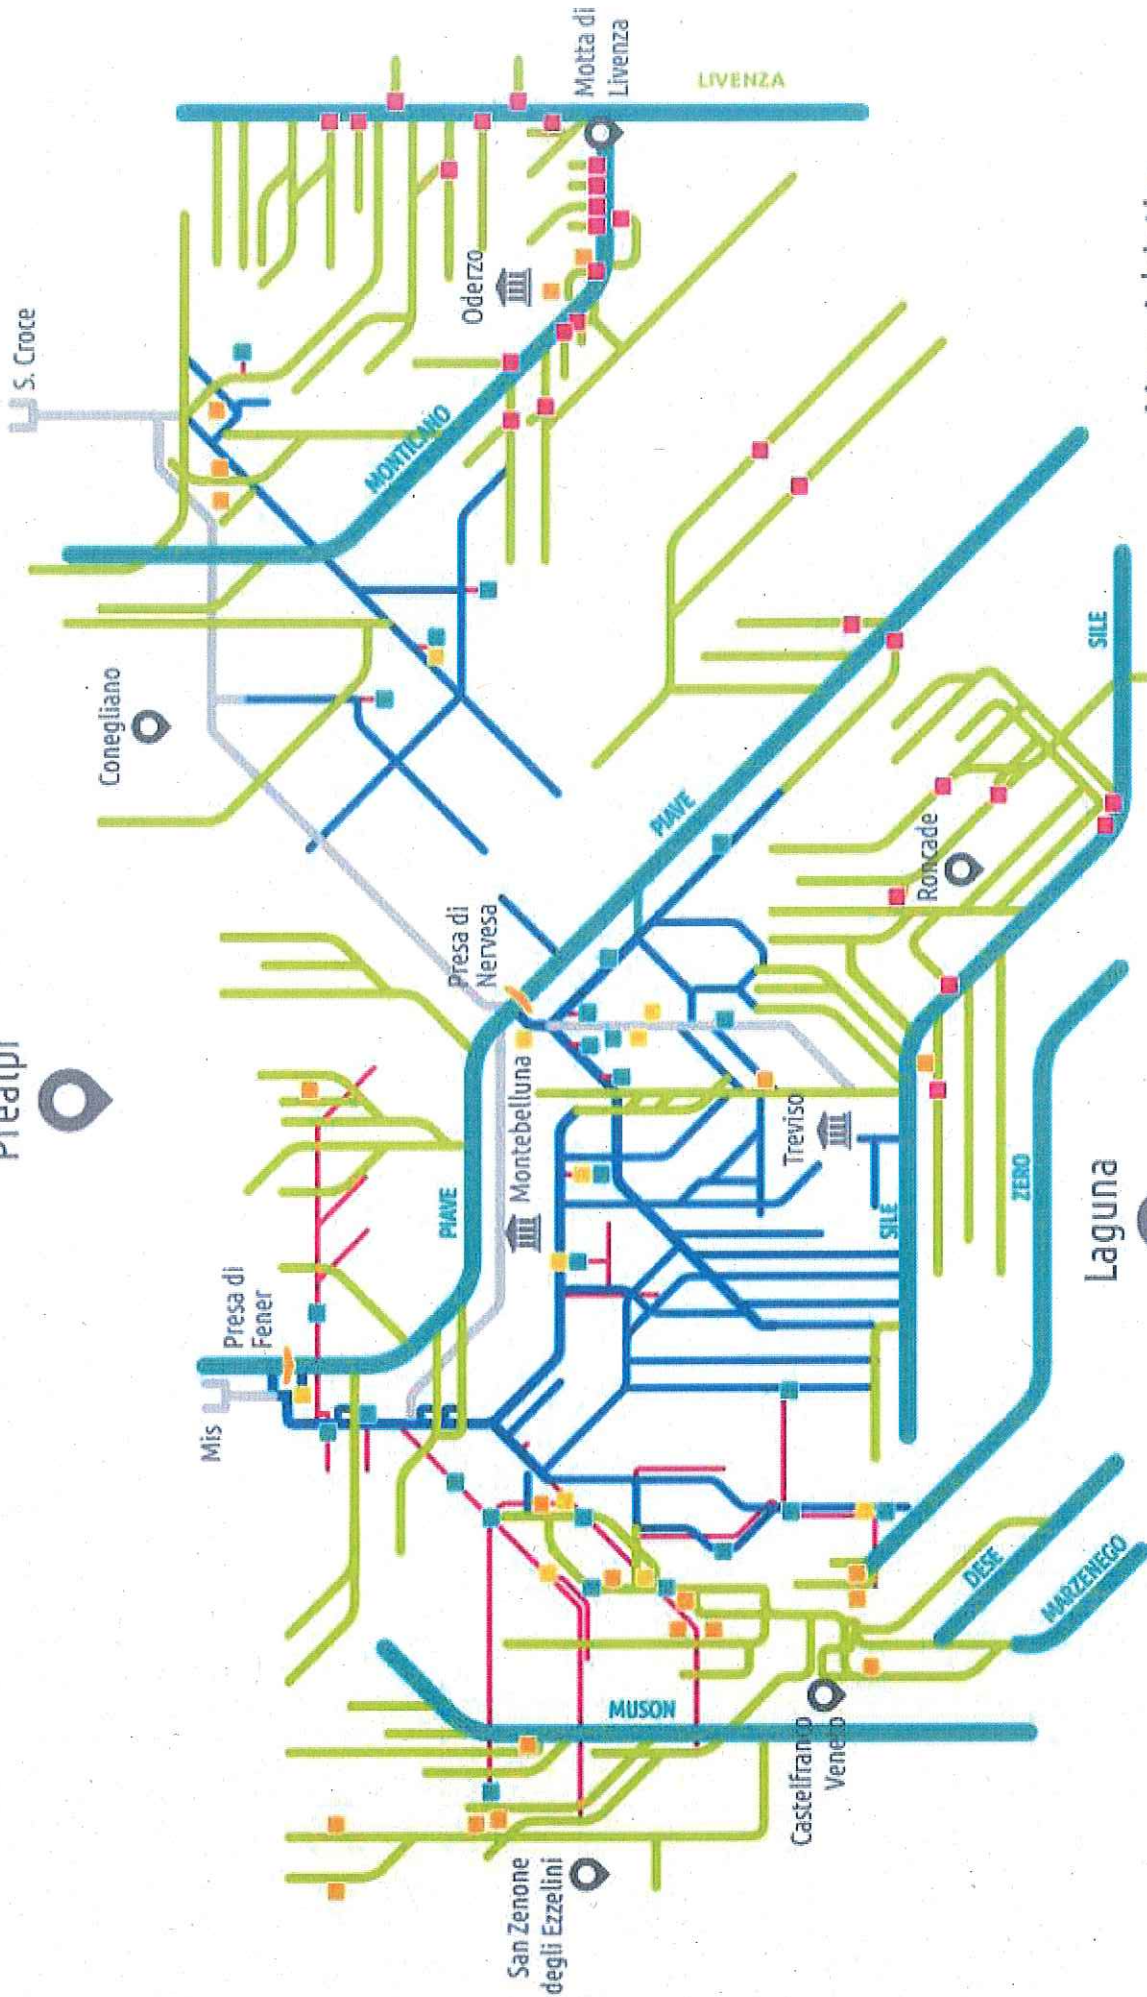 Prealpi
S. Croce
Conegliano
Mis
Presa di
Fener
MONTICANO
PIAVE
Presa di
Nervesa
Oderzo
Montebelluna
San Zenone
degli Ezzelini
Motta di
Livenza
LIVENZA
MUSON
PIAVE
Treviso
Castelfranco
Veneto
SILE
Roncade
DESE
ZERO
MARZENEGO
SILE
Laguna